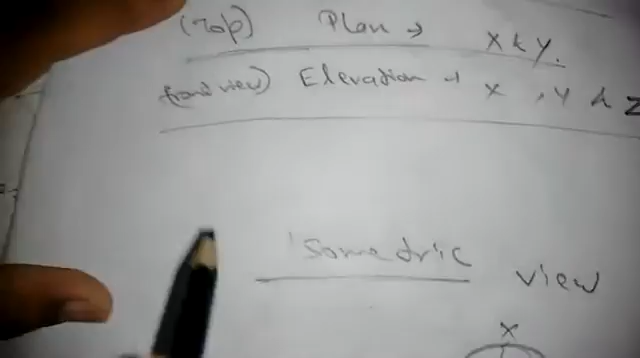 (Top) Plan → X & Y.
(front view) Elevation → X, Y & Z
Isometric view
X